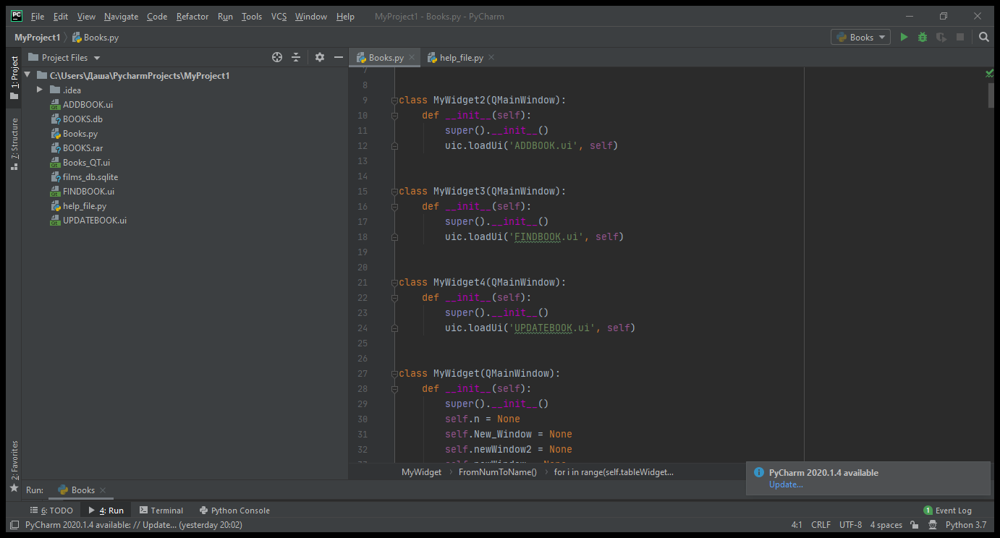 PC File Edit View Navigate Code Refactor Run Tools VCS Window Help MyProject1 - Books.py - PyCharm
MyProject1 Books.py Books
1: Project
7: Structure
2: Favorites
Project Files
C:\Users\Даша\PycharmProjects\MyProject1
.idea
ADDBOOK.ui
BOOKS.db
Books.py
BOOKS.rar
Books_QT.ui
films_db.sqlite
FINDBOOK.ui
help_file.py
UPDATEBOOK.ui
Books.py help_file.py
7
8
9 class MyWidget2(QMainWindow):
10 def __init__(self):
11 super().__init__()
12 uic.loadUi('ADDBOOK.ui', self)
13
14
15 class MyWidget3(QMainWindow):
16 def __init__(self):
17 super().__init__()
18 uic.loadUi('FINDBOOK.ui', self)
19
20
21 class MyWidget4(QMainWindow):
22 def __init__(self):
23 super().__init__()
24 uic.loadUi('UPDATEBOOK.ui', self)
25
26
27 class MyWidget(QMainWindow):
28 def __init__(self):
29 super().__init__()
30 self.n = None
31 self.New_Window = None
32 self.newWindow2 = None
MyWidget FromNumToName() for i in range(self.tableWidget...
PyCharm 2020.1.4 available
Update...
Run: Books
6: TODO 4: Run Terminal Python Console 1 Event Log
PyCharm 2020.1.4 available: // Update... (yesterday 20:02) 4:1 CRLF UTF-8 4 spaces Python 3.7